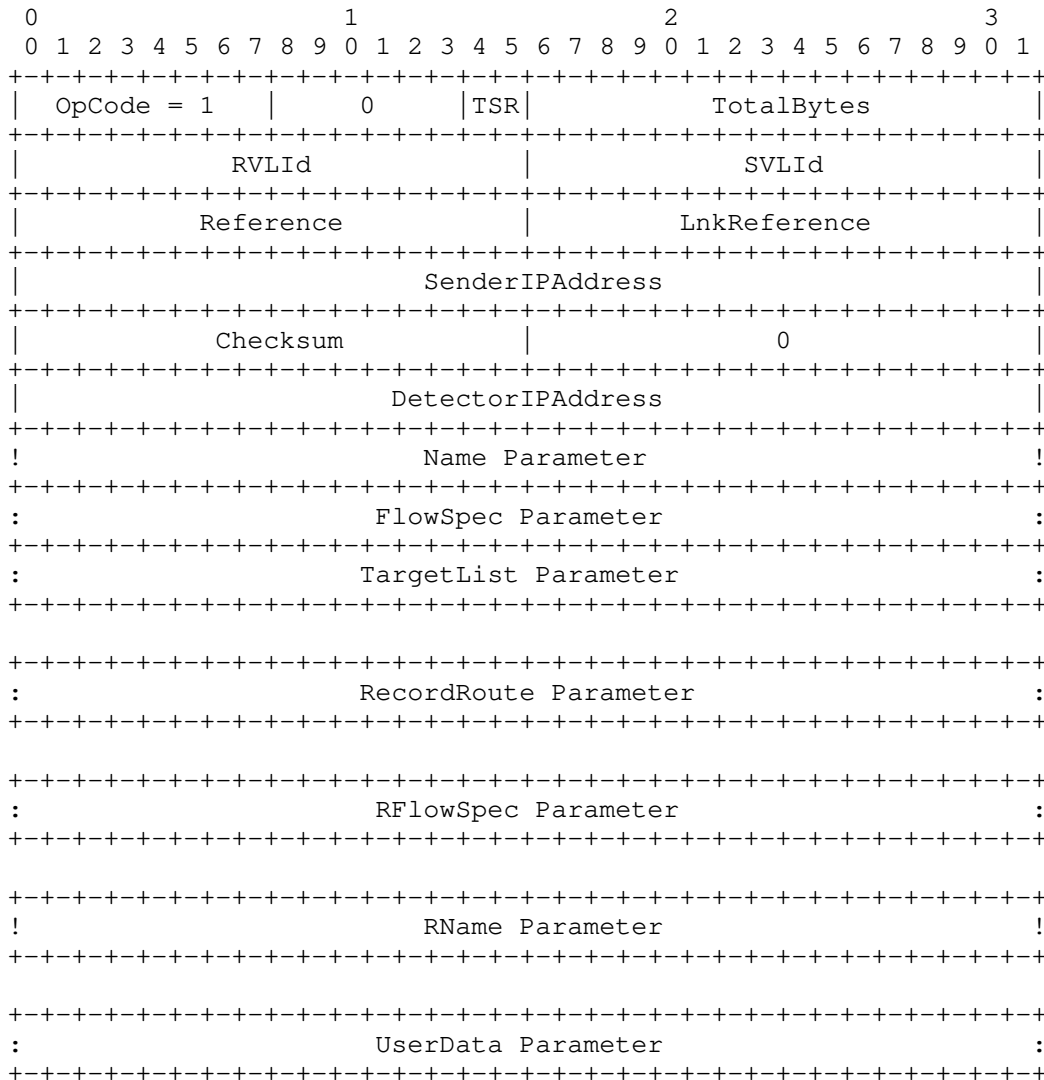 0                   1                   2                   3
 0 1 2 3 4 5 6 7 8 9 0 1 2 3 4 5 6 7 8 9 0 1 2 3 4 5 6 7 8 9 0 1
+-+-+-+-+-+-+-+-+-+-+-+-+-+-+-+-+-+-+-+-+-+-+-+-+-+-+-+-+-+-+-+-+
|  OpCode = 1   |     0     |TSR|           TotalBytes          |
+-+-+-+-+-+-+-+-+-+-+-+-+-+-+-+-+-+-+-+-+-+-+-+-+-+-+-+-+-+-+-+-+
|             RVLId             |             SVLId             |
+-+-+-+-+-+-+-+-+-+-+-+-+-+-+-+-+-+-+-+-+-+-+-+-+-+-+-+-+-+-+-+-+
|           Reference           |         LnkReference          |
+-+-+-+-+-+-+-+-+-+-+-+-+-+-+-+-+-+-+-+-+-+-+-+-+-+-+-+-+-+-+-+-+
|                         SenderIPAddress                       |
+-+-+-+-+-+-+-+-+-+-+-+-+-+-+-+-+-+-+-+-+-+-+-+-+-+-+-+-+-+-+-+-+
|            Checksum           |               0               |
+-+-+-+-+-+-+-+-+-+-+-+-+-+-+-+-+-+-+-+-+-+-+-+-+-+-+-+-+-+-+-+-+
|                       DetectorIPAddress                       |
+-+-+-+-+-+-+-+-+-+-+-+-+-+-+-+-+-+-+-+-+-+-+-+-+-+-+-+-+-+-+-+-+
!                         Name Parameter                        !
+-+-+-+-+-+-+-+-+-+-+-+-+-+-+-+-+-+-+-+-+-+-+-+-+-+-+-+-+-+-+-+-+
:                      FlowSpec Parameter                       :
+-+-+-+-+-+-+-+-+-+-+-+-+-+-+-+-+-+-+-+-+-+-+-+-+-+-+-+-+-+-+-+-+
:                     TargetList Parameter                      :
+-+-+-+-+-+-+-+-+-+-+-+-+-+-+-+-+-+-+-+-+-+-+-+-+-+-+-+-+-+-+-+-+

+-+-+-+-+-+-+-+-+-+-+-+-+-+-+-+-+-+-+-+-+-+-+-+-+-+-+-+-+-+-+-+-+
:                     RecordRoute Parameter                     :
+-+-+-+-+-+-+-+-+-+-+-+-+-+-+-+-+-+-+-+-+-+-+-+-+-+-+-+-+-+-+-+-+

+-+-+-+-+-+-+-+-+-+-+-+-+-+-+-+-+-+-+-+-+-+-+-+-+-+-+-+-+-+-+-+-+
:                      RFlowSpec Parameter                      :
+-+-+-+-+-+-+-+-+-+-+-+-+-+-+-+-+-+-+-+-+-+-+-+-+-+-+-+-+-+-+-+-+

+-+-+-+-+-+-+-+-+-+-+-+-+-+-+-+-+-+-+-+-+-+-+-+-+-+-+-+-+-+-+-+-+
!                         RName Parameter                       !
+-+-+-+-+-+-+-+-+-+-+-+-+-+-+-+-+-+-+-+-+-+-+-+-+-+-+-+-+-+-+-+-+

+-+-+-+-+-+-+-+-+-+-+-+-+-+-+-+-+-+-+-+-+-+-+-+-+-+-+-+-+-+-+-+-+
:                      UserData Parameter                       :
+-+-+-+-+-+-+-+-+-+-+-+-+-+-+-+-+-+-+-+-+-+-+-+-+-+-+-+-+-+-+-+-+